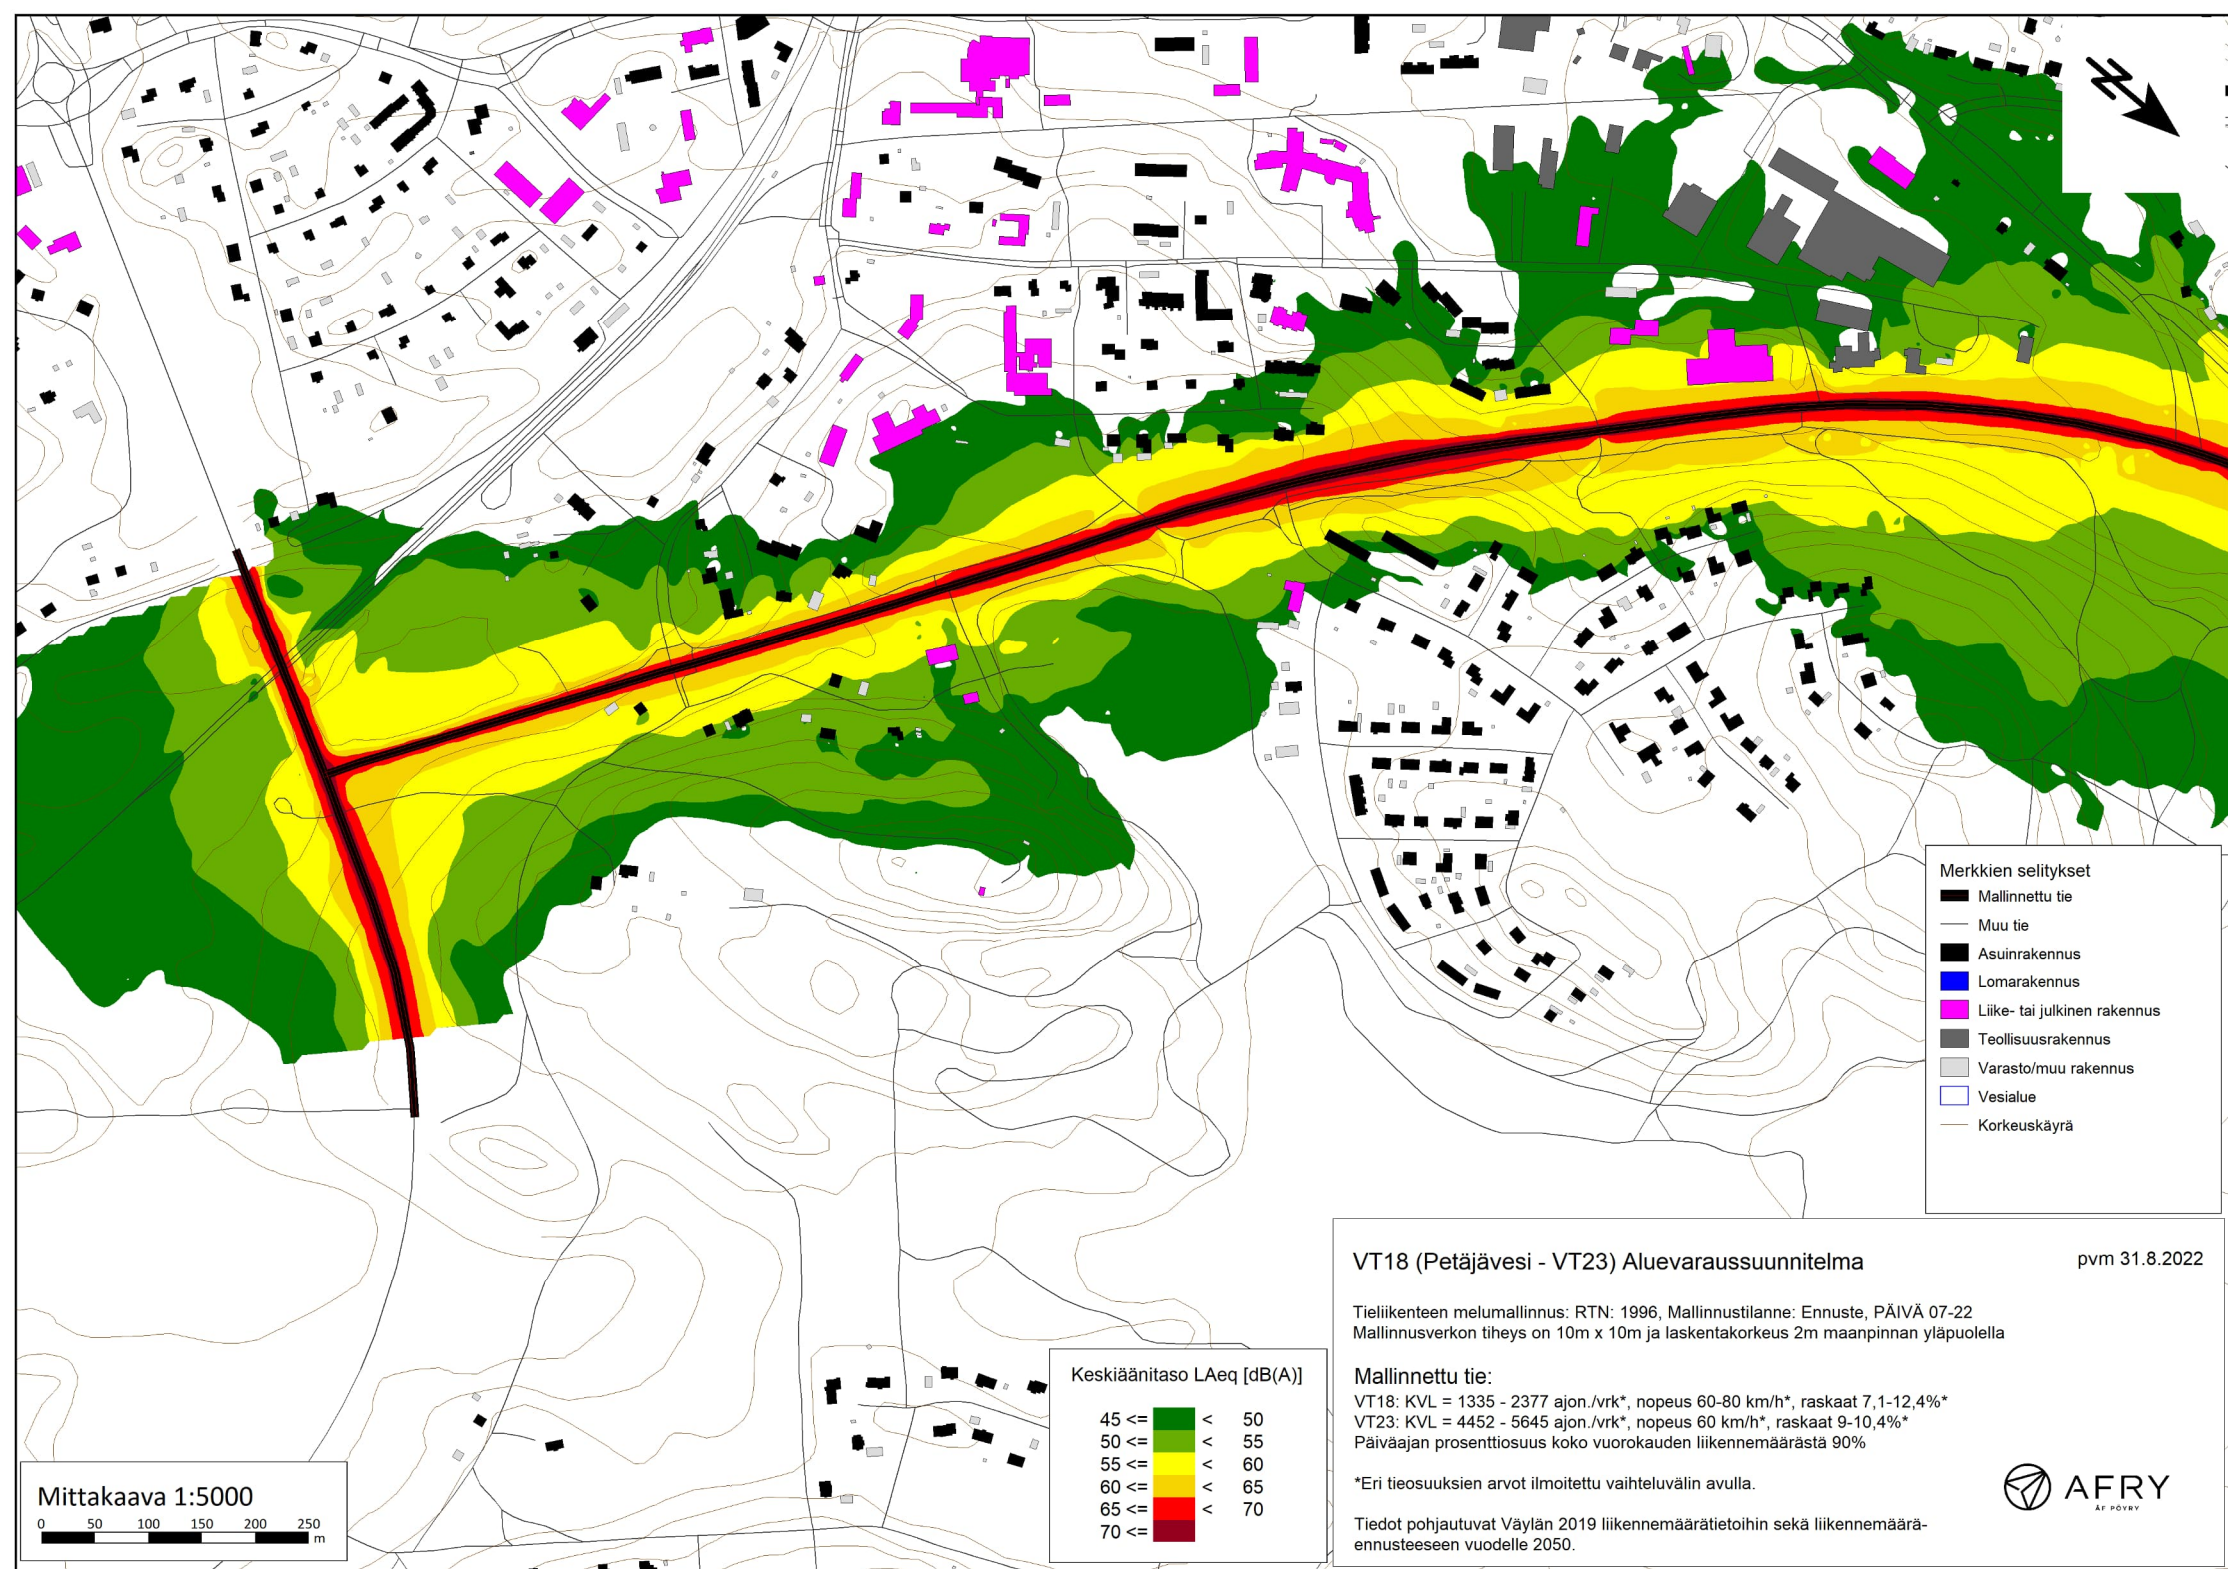 Merkkien selitykset
Mallinnettu tie
Muu tie
Asuinrakennus
Lomarakennus
Liike- tai julkinen rakennus
Teollisuusrakennus
Varasto/muu rakennus
Vesialue
Korkeuskäyrä
VT18 (Petäjävesi - VT23) Aluevaraussuunnitelma
pvm 31.8.2022
Tieliikenteen melumallinnus: RTN: 1996, Mallinnustilanne: Ennuste, PÄIVÄ 07-22
Mallinnusverkon tiheys on 10m x 10m ja laskentakorkeus 2m maanpinnan yläpuolella
Mallinnettu tie:
VT18: KVL = 1335 - 2377 ajon./vrk*, nopeus 60-80 km/h*, raskaat 7,1-12,4%*
VT23: KVL = 4452 - 5645 ajon./vrk*, nopeus 60 km/h*, raskaat 9-10,4%*
Päiväajan prosenttiosuus koko vuorokauden liikennemäärästä 90%
*Eri tieosuuksien arvot ilmoitettu vaihteluvälin avulla.
Tiedot pohjautuvat Väylän 2019 liikennemäärätietoihin sekä liikennemäärä-
ennusteeseen vuodelle 2050.
AFRY
ÅF PÖYRY
Keskiäänitaso LAeq [dB(A)]
45 <= < 50
50 <= < 55
55 <= < 60
60 <= < 65
65 <= < 70
70 <=
Mittakaava 1:5000
0 50 100 150 200 250
m
N